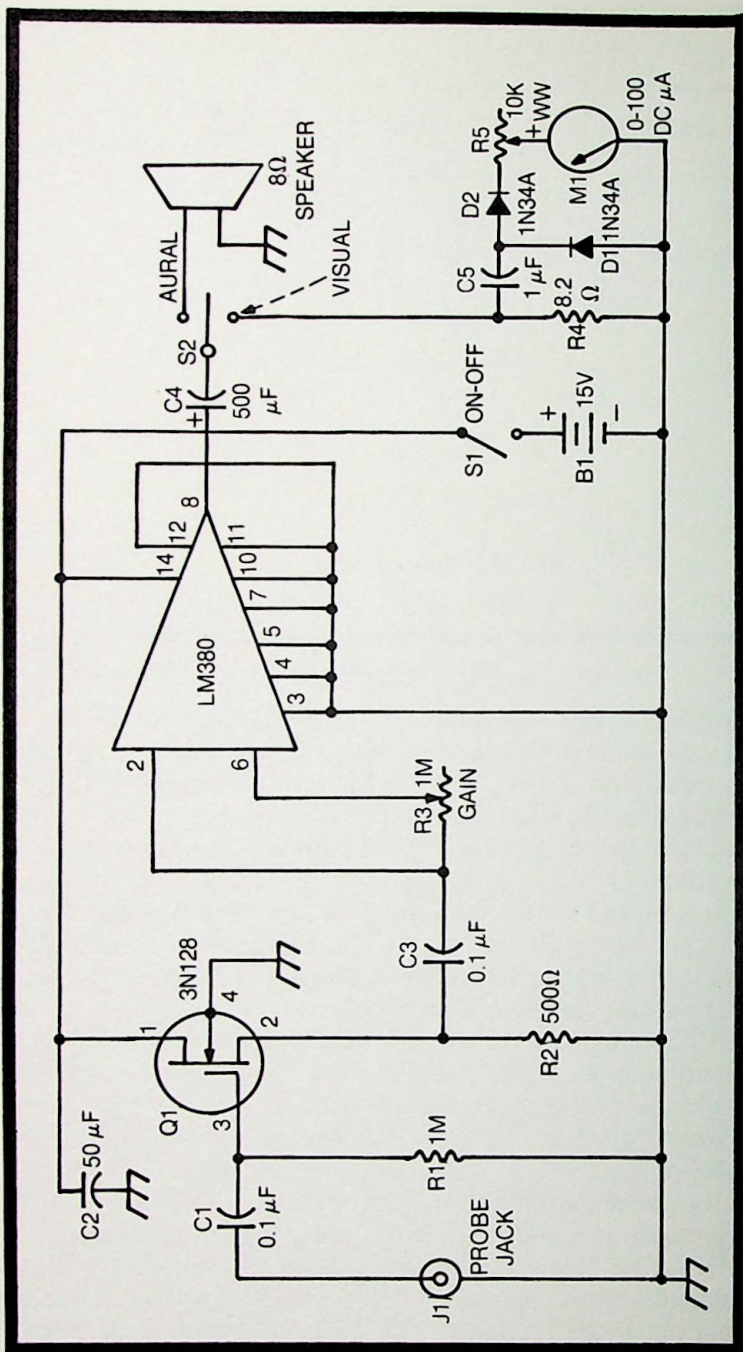 C2
50 μF
Q1
3N128
1
4
3
2
C1
0.1 μF
R1 1M
J1
PROBE
JACK
R2 500Ω
C3
0.1 μF
R3 1M
GAIN
2
6
LM380
14
12
8
3
4
5
7
10
11
C4
+
500
μF
S2
AURAL
VISUAL
8Ω
SPEAKER
S1 ON-OFF
B1
+
15V
−
C5
1 μF
R4
8.2
Ω
D2
1N34A
D1
1N34A
R5
10K
WW
+
M1
0-100
DC μA